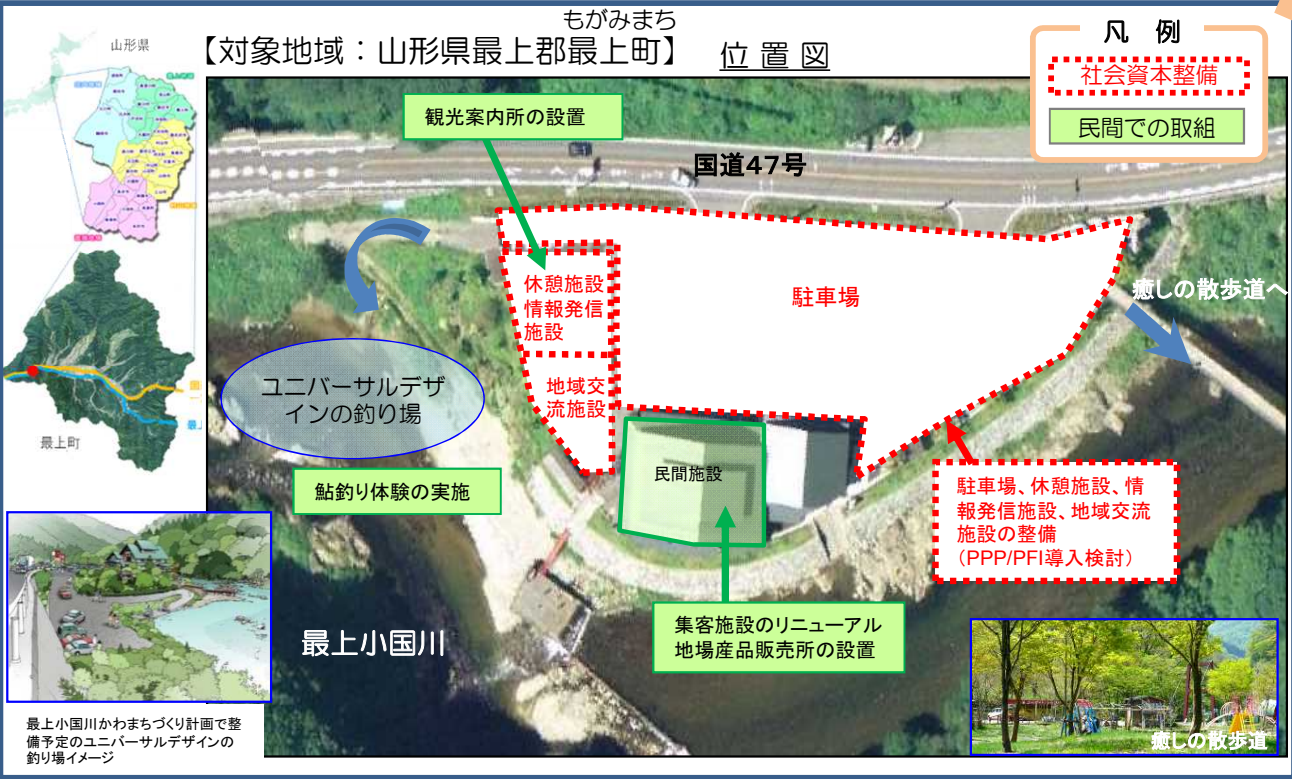 もがみまち
【対象地域：山形県最上郡最上町】 位置図
山形県
凡 例
社会資本整備
民間での取組
観光案内所の設置
国道47号
休憩施設
情報発信
施設
駐車場
癒しの散歩道へ
ユニバーサルデザ
インの釣り場
地域交
流施設
最上町
鮎釣り体験の実施
民間施設
駐車場、休憩施設、情
報発信施設、地域交流
施設の整備
（PPP/PFI導入検討）
集客施設のリニューアル
地場産品販売所の設置
最上小国川
最上小国川かわまちづくり計画で整
備予定のユニバーサルデザインの
釣り場イメージ
癒しの散歩道